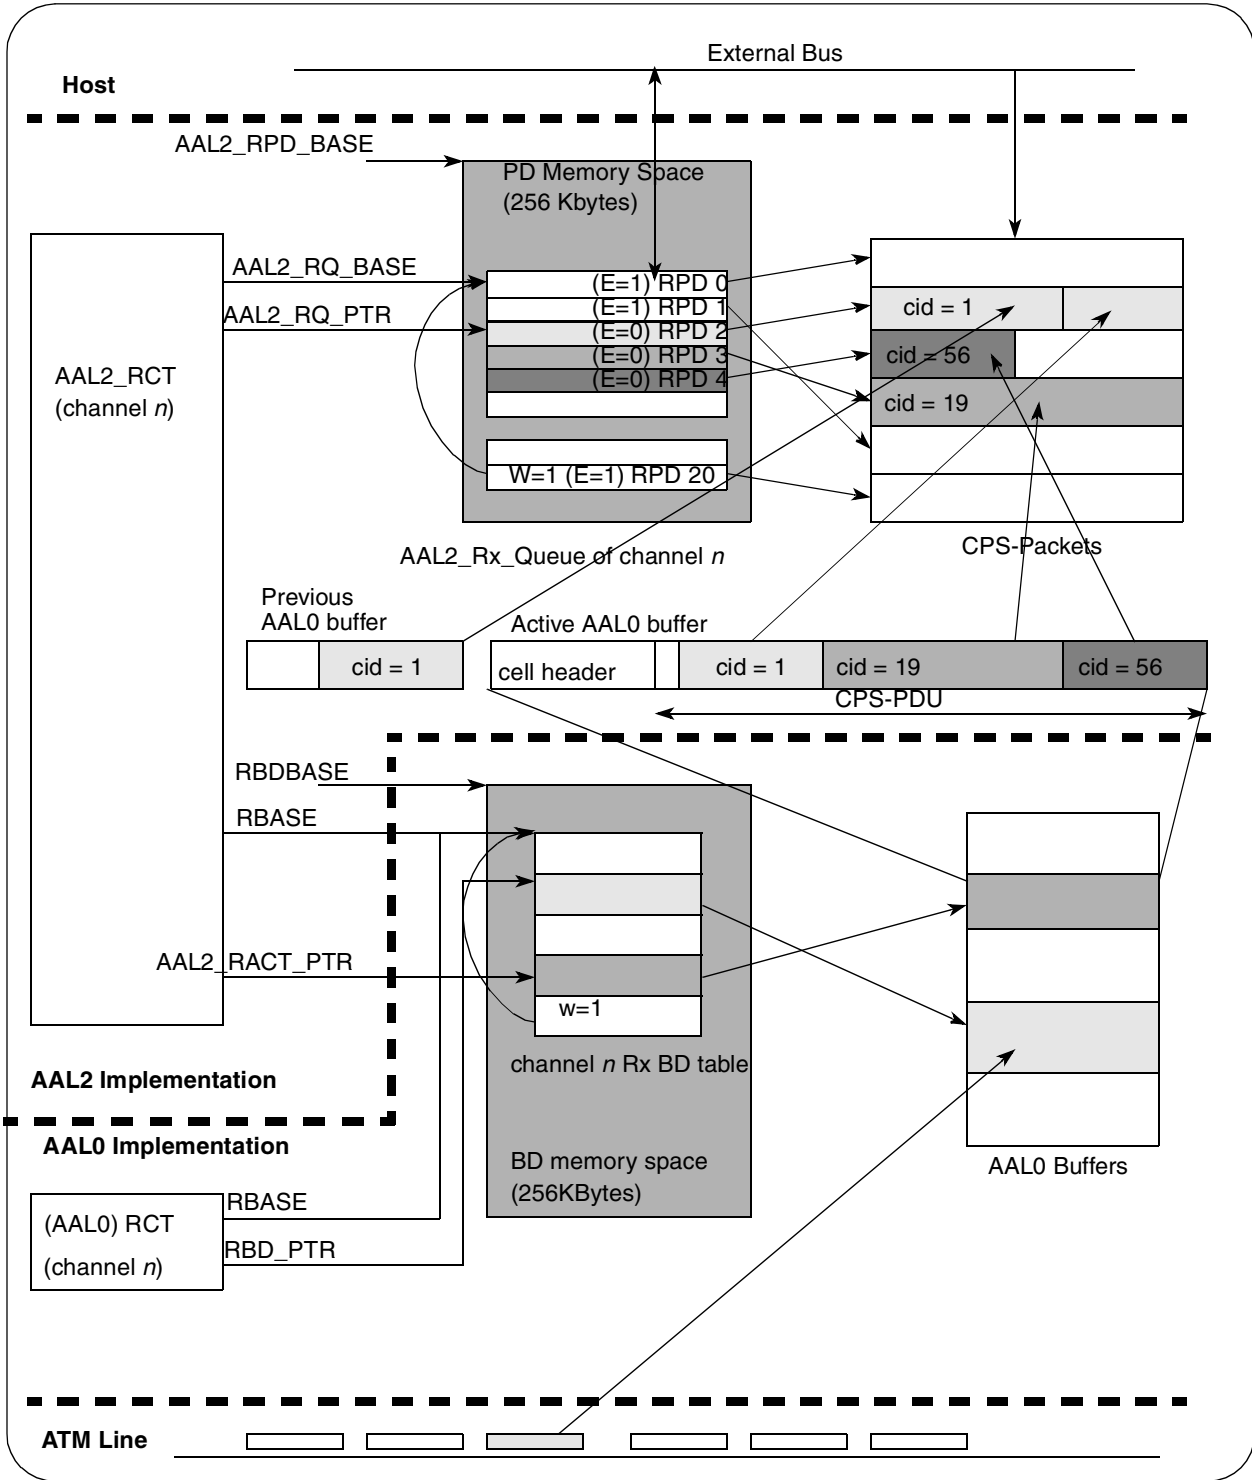 External Bus
Host
AAL2_RPD_BASE
PD Memory Space
(256 Kbytes)
AAL2_RQ_BASE
(E=1) RPD 0
(E=1) RPD 1
AAL2_RQ_PTR
(E=0) RPD 2
(E=0) RPD 3
(E=0) RPD 4
cid = 1
cid = 56
cid = 19
AAL2_RCT
(channel n)
W=1 (E=1) RPD 20
AAL2_Rx_Queue of channel n
CPS-Packets
Previous
AAL0 buffer
Active AAL0 buffer
cid = 1
cell header
cid = 1
cid = 19
cid = 56
CPS-PDU
RBDBASE
RBASE
AAL2_RACT_PTR
w=1
channel n Rx BD table
AAL2 Implementation
AAL0 Implementation
BD memory space
(256KBytes)
AAL0 Buffers
(AAL0) RCT
(channel n)
RBASE
RBD_PTR
ATM Line